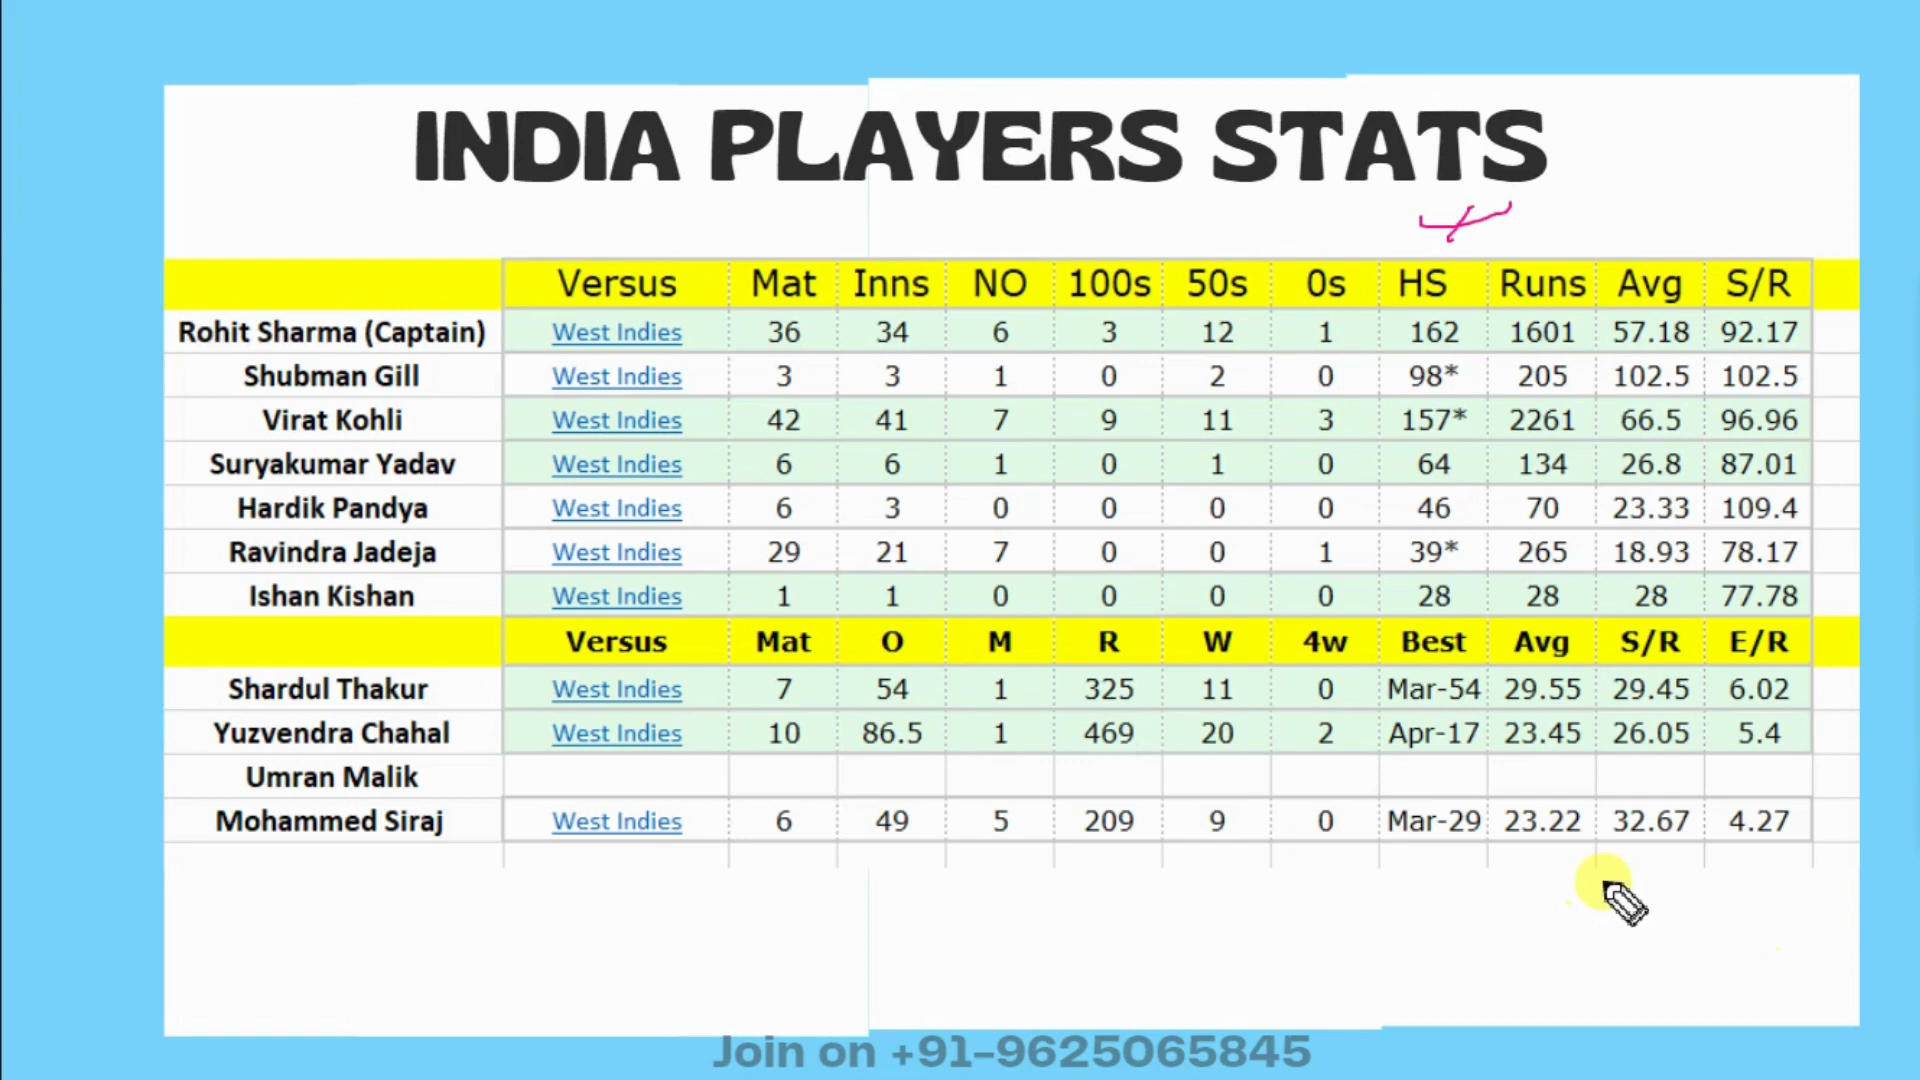 INDIA PLAYERS STATS
Versus Mat Inns NO 100s 50s 0s HS Runs Avg S/R
Rohit Sharma (Captain) West Indies 36 34 6 3 12 1 162 1601 57.18 92.17
Shubman Gill West Indies 3 3 1 0 2 0 98* 205 102.5 102.5
Virat Kohli West Indies 42 41 7 9 11 3 157* 2261 66.5 96.96
Suryakumar Yadav West Indies 6 6 1 0 1 0 64 134 26.8 87.01
Hardik Pandya West Indies 6 3 0 0 0 0 46 70 23.33 109.4
Ravindra Jadeja West Indies 29 21 7 0 0 1 39* 265 18.93 78.17
Ishan Kishan West Indies 1 1 0 0 0 0 28 28 28 77.78
Versus Mat O M R W 4w Best Avg S/R E/R
Shardul Thakur West Indies 7 54 1 325 11 0 Mar-54 29.55 29.45 6.02
Yuzvendra Chahal West Indies 10 86.5 1 469 20 2 Apr-17 23.45 26.05 5.4
Umran Malik
Mohammed Siraj West Indies 6 49 5 209 9 0 Mar-29 23.22 32.67 4.27
Join on +91-9625065845